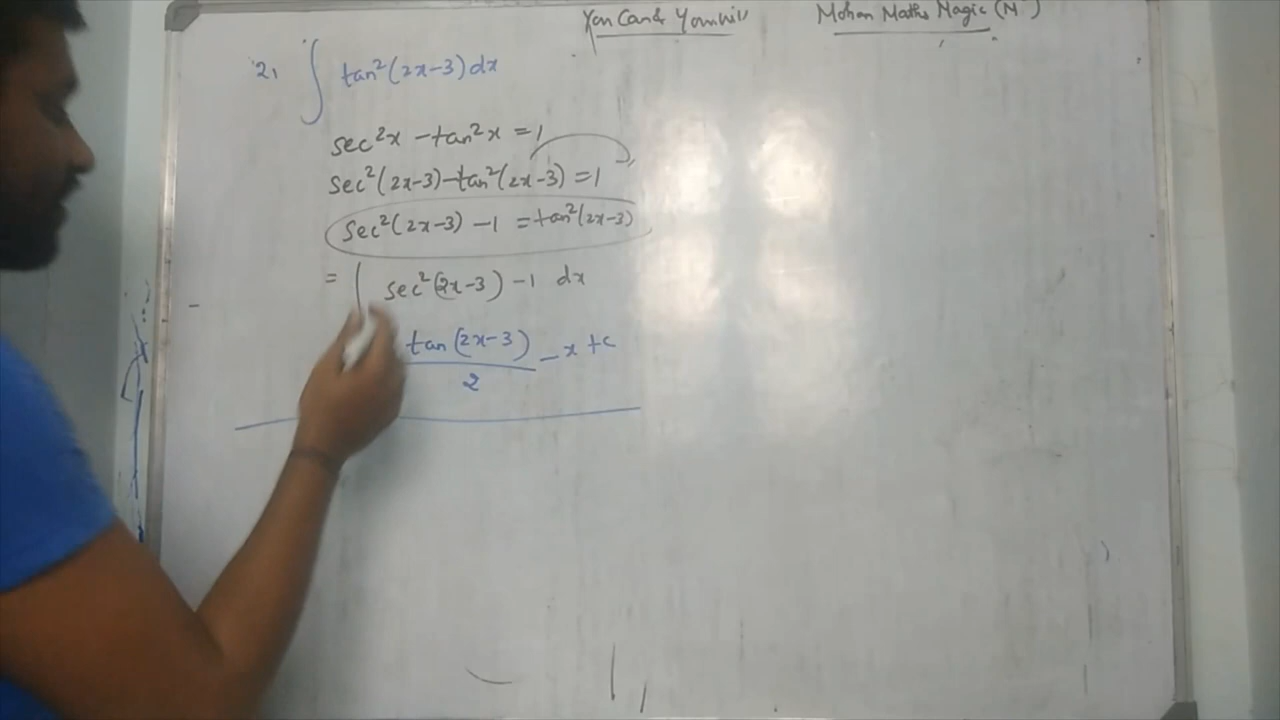 You Can & You Will
Mohan Maths Magic (M³)
21 ∫ tan²(2x-3) dx
sec²x - tan²x = 1
sec²(2x-3) - tan²(2x-3) = 1
sec²(2x-3) - 1 = tan²(2x-3)
= ∫ sec²(2x-3) - 1 dx
tan(2x-3)/2 - x + c